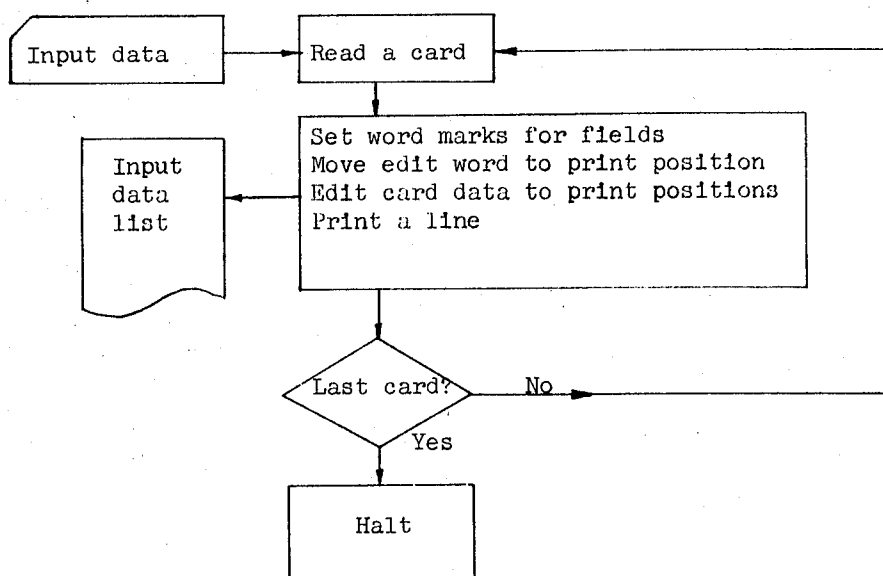 Input data
Read a card
Set word marks for fields
Move edit word to print position
Edit card data to print positions
Print a line
Input
data
list
Last card?
No
Yes
Halt